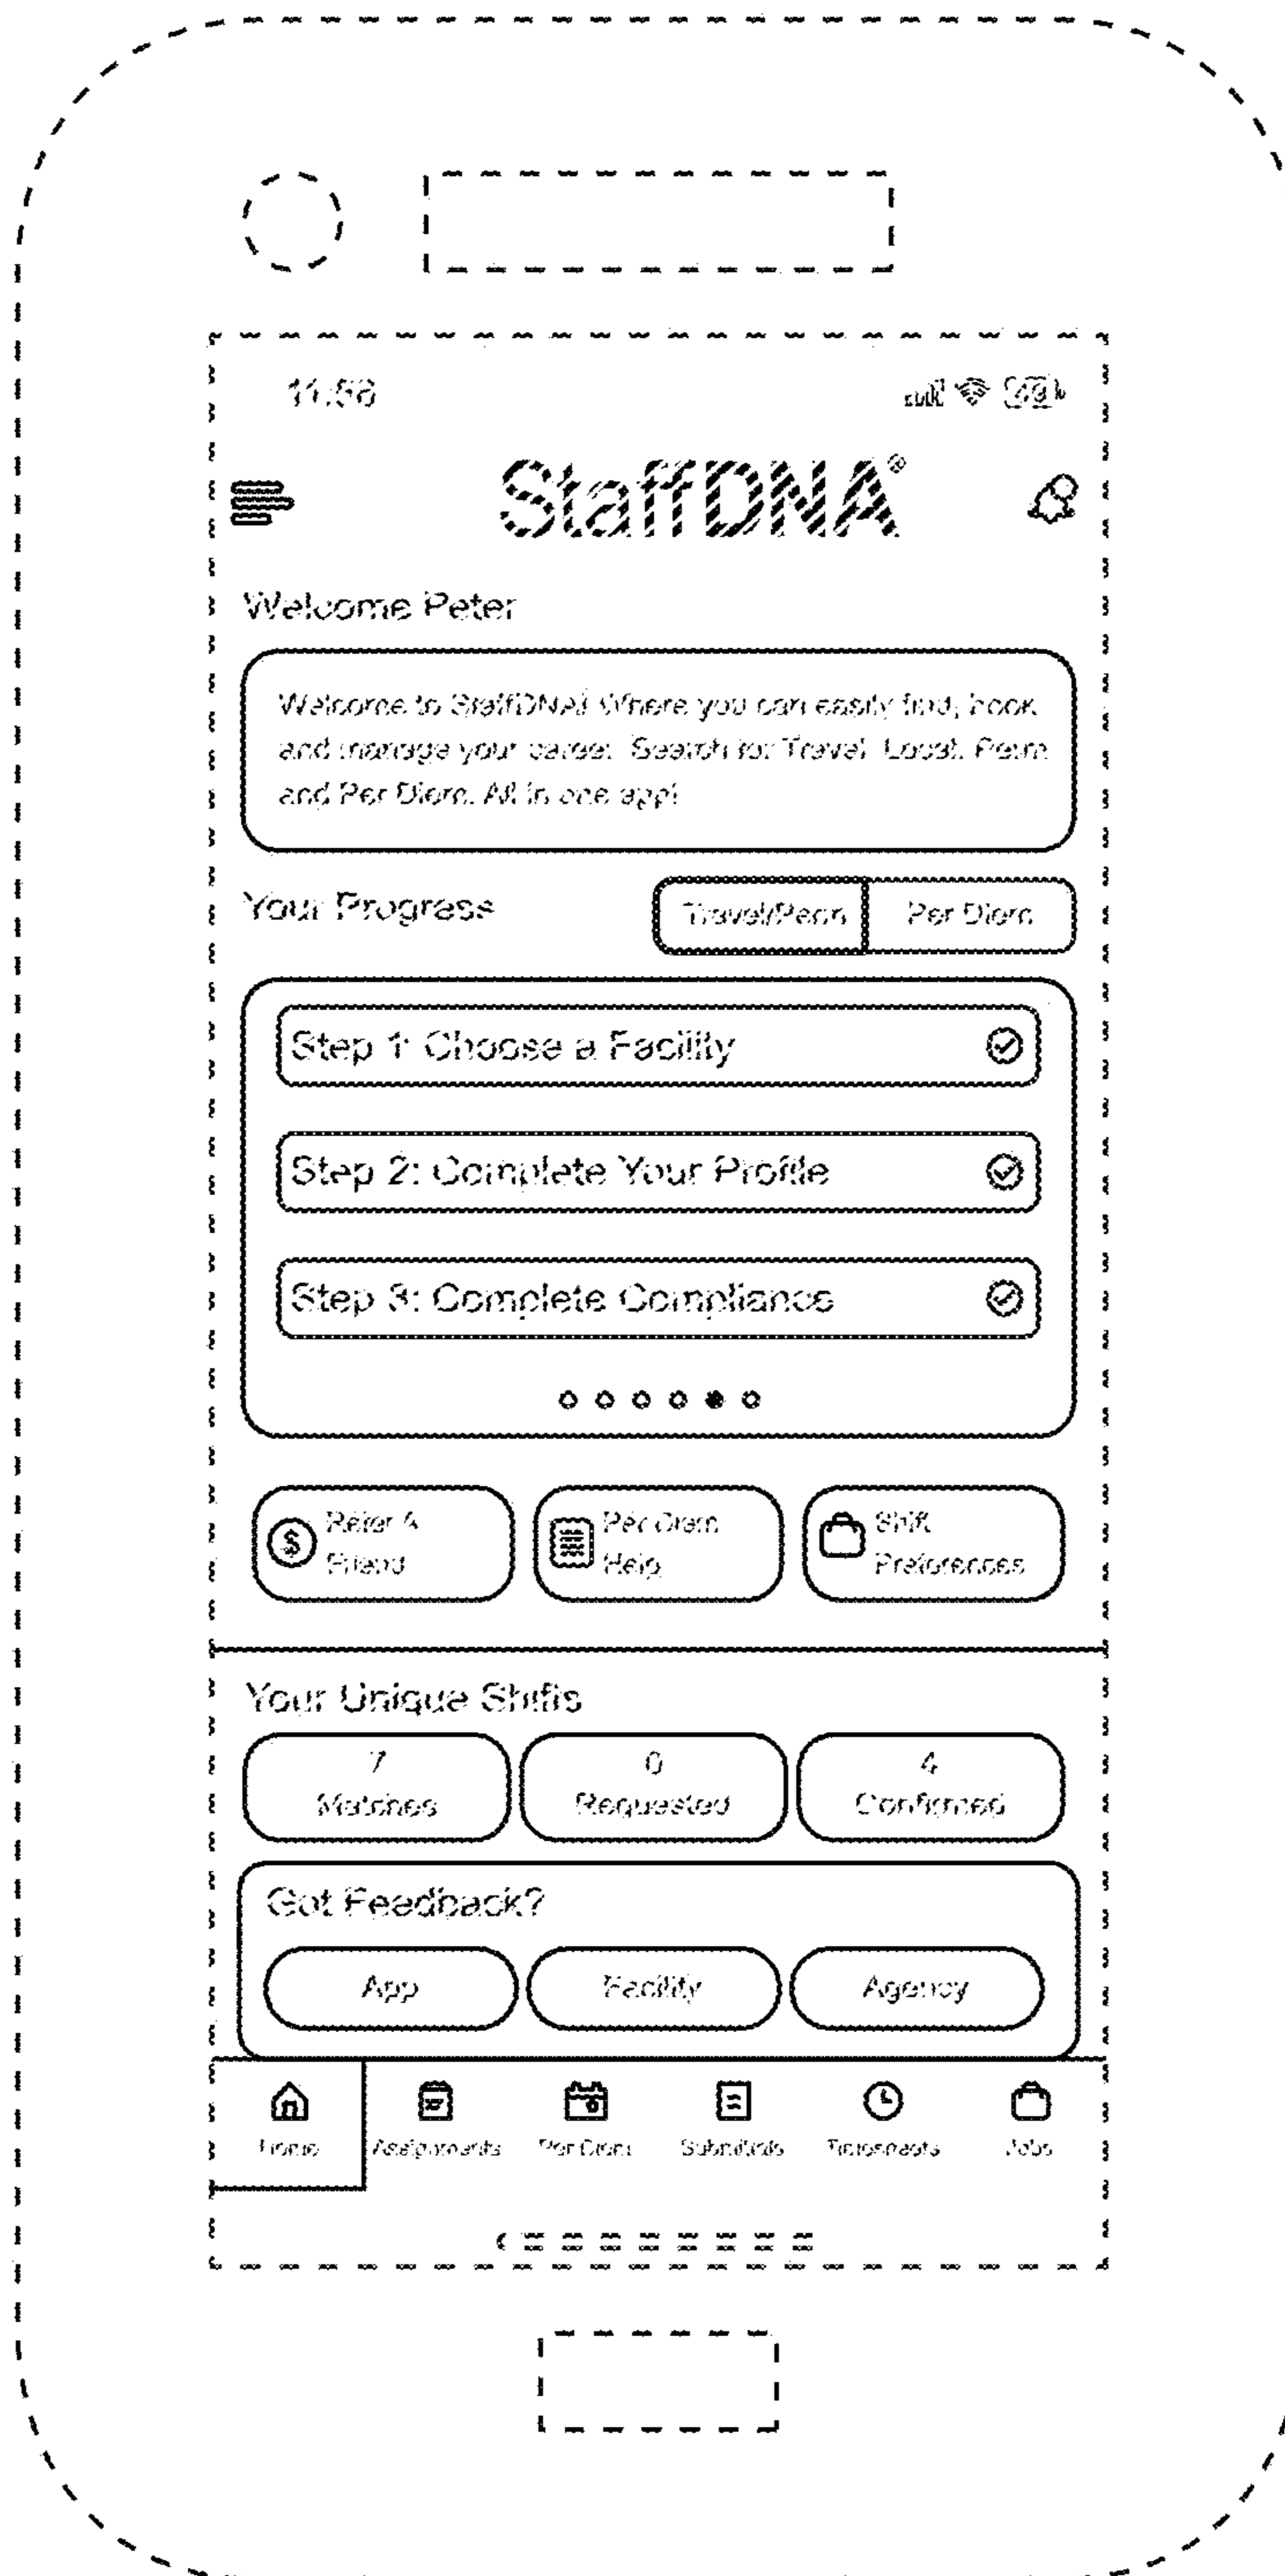 11:58
StaffDNA®
Welcome Peter
Welcome to StaffDNA! Where you can easily find, book
and manage your career. Search for Travel, Local, Perm
and Per Diem. All in one app!
Your Progress
Travel/Perm Per Diem
Step 1: Choose a Facility
Step 2: Complete Your Profile
Step 3: Complete Compliance
$ Refer A
Friend
Per Diem
Help
Shift
Preferences
Your Unique Shifts
7
Matches
0
Requested
4
Confirmed
Got Feedback?
App Facility Agency
Home Assignments Per Diem Submittals Timesheets Jobs